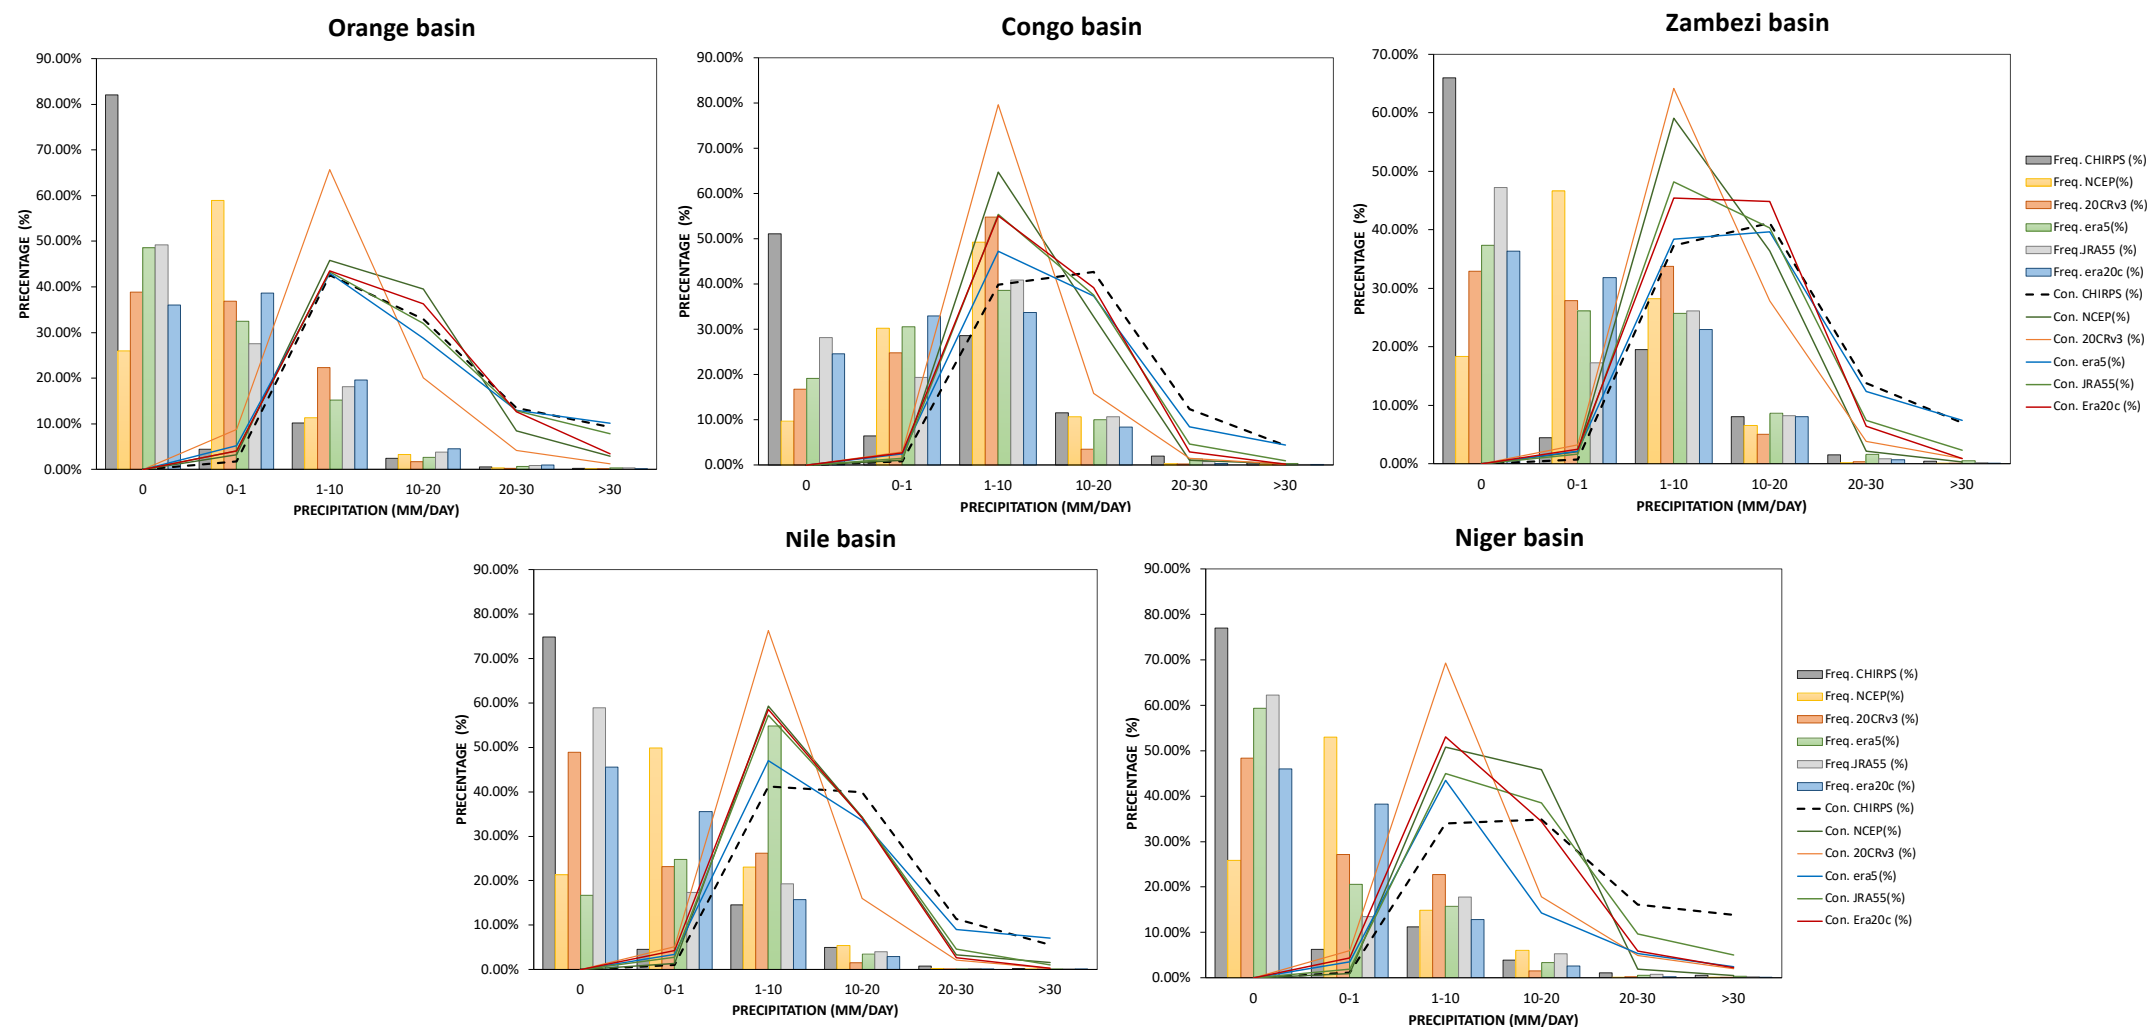 Orange basin
90.00%
80.00%
70.00%
60.00%
50.00%
40.00%
30.00%
20.00%
10.00%
0.00%
PRECENTAGE (%)
0 0-1 1-10 10-20 20-30 >30
PRECIPITATION (MM/DAY)
Congo basin
90.00%
80.00%
70.00%
60.00%
50.00%
40.00%
30.00%
20.00%
10.00%
0.00%
PRECENTAGE (%)
0 0-1 1-10 10-20 20-30 >30
PRECIPITATION (MM/DAY)
Zambezi basin
70.00%
60.00%
50.00%
40.00%
30.00%
20.00%
10.00%
0.00%
PRECENTAGE (%)
0 0-1 1-10 10-20 20-30 >30
PRECIPITATION (MM/DAY)
Freq. CHIRPS (%)
Freq. NCEP(%)
Freq. 20CRv3 (%)
Freq. era5(%)
Freq.JRA55 (%)
Freq. era20c (%)
Con. CHIRPS (%)
Con. NCEP(%)
Con. 20CRv3 (%)
Con. era5(%)
Con. JRA55(%)
Con. Era20c (%)
Nile basin
90.00%
80.00%
70.00%
60.00%
50.00%
40.00%
30.00%
20.00%
10.00%
0.00%
PRECENTAGE (%)
0 0-1 1-10 10-20 20-30 >30
PRECIPITATION (MM/DAY)
Niger basin
90.00%
80.00%
70.00%
60.00%
50.00%
40.00%
30.00%
20.00%
10.00%
0.00%
PRECENTAGE (%)
0 0-1 1-10 10-20 20-30 >30
PRECIPITATION (MM/DAY)
Freq. CHIRPS (%)
Freq. NCEP(%)
Freq. 20CRv3 (%)
Freq. era5(%)
Freq.JRA55 (%)
Freq. era20c (%)
Con. CHIRPS (%)
Con. NCEP(%)
Con. 20CRv3 (%)
Con. era5(%)
Con. JRA55(%)
Con. Era20c (%)